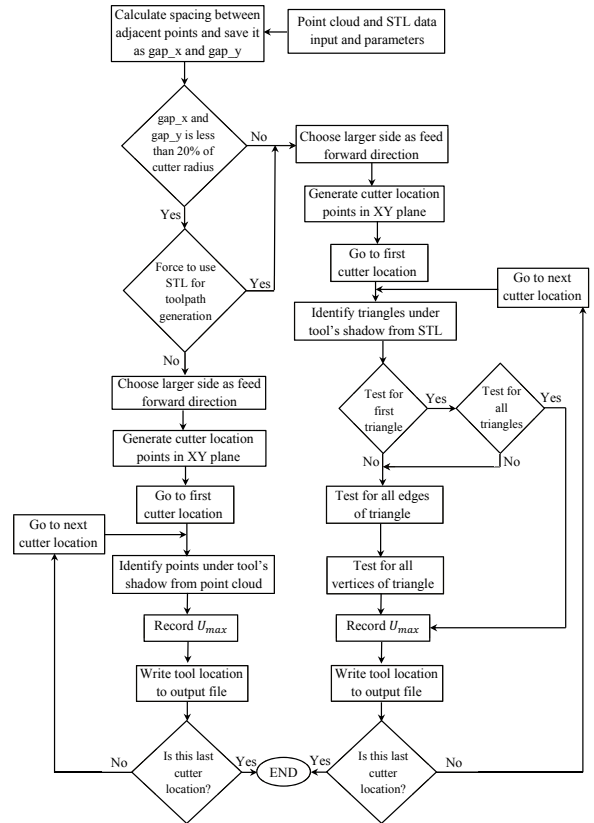 Calculate spacing between
adjacent points and save it
as gap_x and gap_y
Point cloud and STL data
input and parameters
gap_x and
gap_y is less
than 20% of
cutter radius
No
Yes
Choose larger side as feed
forward direction
Generate cutter location
points in XY plane
Go to first
cutter location
Go to next
cutter location
Force to use
STL for
toolpath
generation
Yes
No
Identify triangles under
tool's shadow from STL
Test for
first
triangle
Yes
Test for
all
triangles
Yes
No
No
Choose larger side as feed
forward direction
Generate cutter location
points in XY plane
Go to first
cutter location
Go to next
cutter location
Identify points under tool's
shadow from point cloud
Record U_max
Write tool location
to output file
Is this last
cutter
location?
No
Yes
END
Test for all edges
of triangle
Test for all
vertices of triangle
Record U_max
Write tool location
to output file
Is this last
cutter
location?
Yes
No